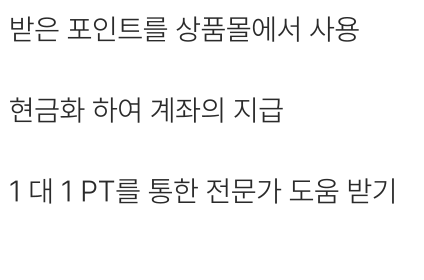 받은 포인트를 상품몰에서 사용
현금화 하여 계좌의 지급
1 대 1 PT를 통한 전문가 도움 받기